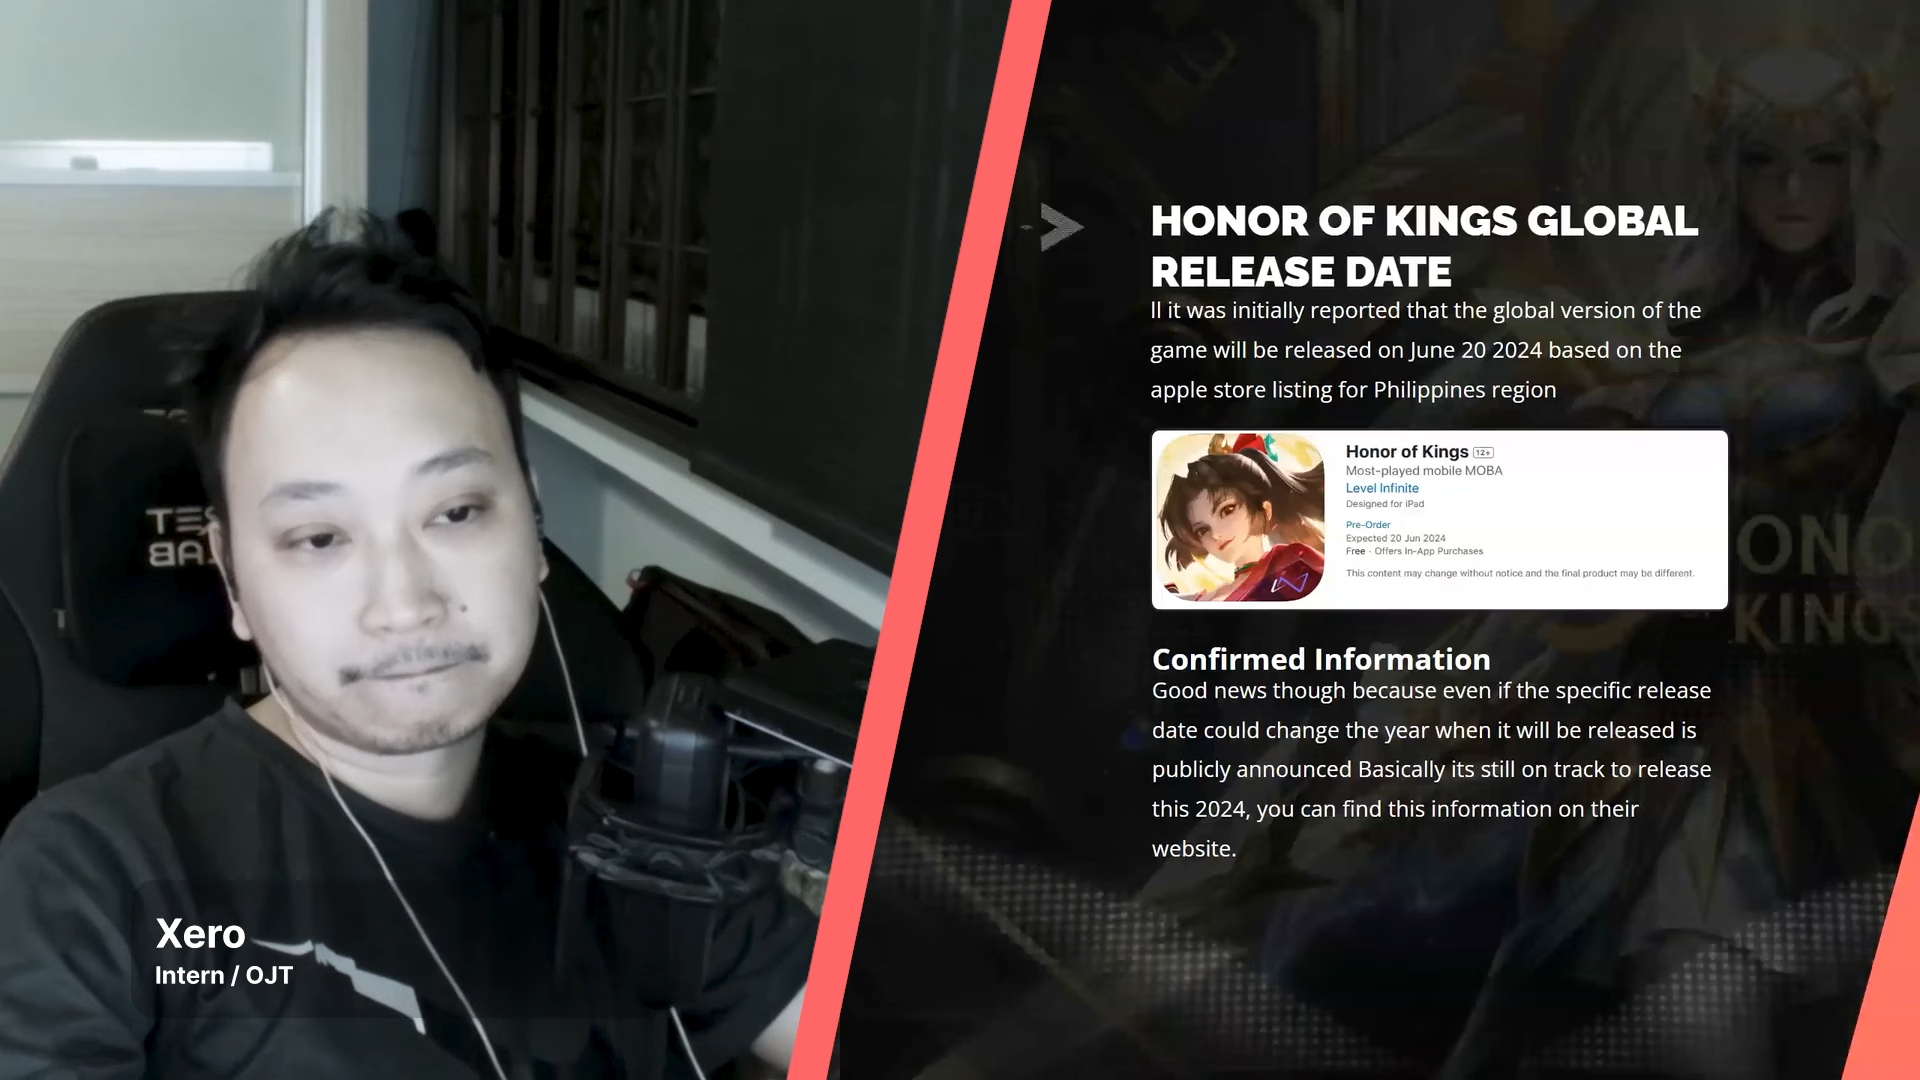 HONOR OF KINGS GLOBAL
RELEASE DATE
ll it was initially reported that the global version of the
game will be released on June 20 2024 based on the
apple store listing for Philippines region
Honor of Kings 12+
Most-played mobile MOBA
Level Infinite
Designed for iPad
Pre-Order
Expected 20 Jun 2024
Free · Offers In-App Purchases
This content may change without notice and the final product may be different.
ONO
KINGS
Confirmed Information
Good news though because even if the specific release
date could change the year when it will be released is
publicly announced Basically its still on track to release
this 2024, you can find this information on their
website.
Xero
Intern / OJT